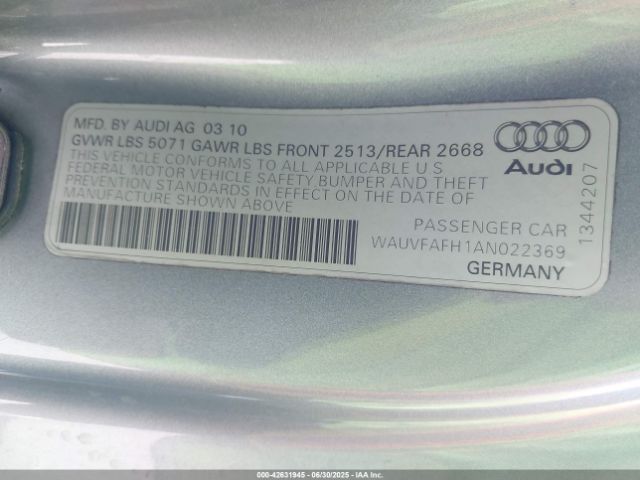 MFD. BY AUDI AG 03 10
GVWR LBS 5071 GAWR LBS FRONT 2513/REAR 2668
THIS VEHICLE CONFORMS TO ALL APPLICABLE U S
FEDERAL MOTOR VEHICLE SAFETY BUMPER AND THEFT
PREVENTION STANDARDS IN EFFECT ON THE DATE OF
MANUFACTURE SHOWN ABOVE
Audi
PASSENGER CAR
WAUVFAFH1AN022369
GERMANY
1344207
000-42631945 - 06/30/2025 - IAA Inc.